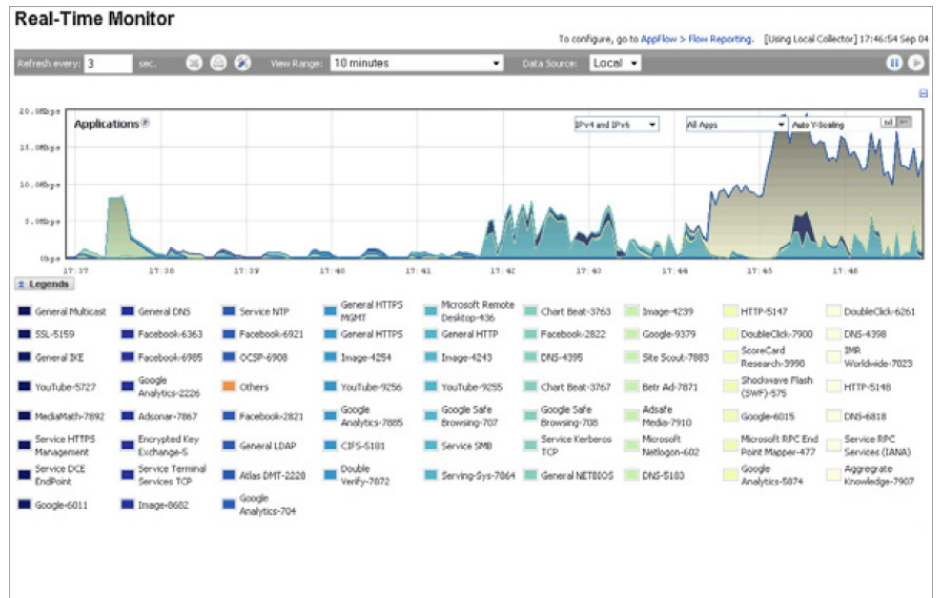 Real-Time Monitor
To configure, go to AppFlow > Flow Reporting. [Using Local Collector] 17:46:54 Sep 04
Refresh every: 3 sec. View Range: 10 minutes Data Source: Local
20.0Mbps
Applications
IPv4 and IPv6
All Apps
Auto Y-Scaling
15.0Mbps
10.0Mbps
5.0Mbps
0bps
17:37 17:38 17:39 17:40 17:41 17:42 17:43 17:44 17:45 17:46
Legends
General Multicast General DNS Service NTP General HTTPS MGMT Microsoft Remote Desktop-436 Chart Beat-3763 Image-4239 HTTP-5147 DoubleClick-6261
SSL-5159 Facebook-6363 Facebook-6921 General HTTPS General HTTP Facebook-2822 Google-9379 DoubleClick-7900 DNS-4398
General IKE Facebook-6985 OCSP-6908 Image-4254 Image-4243 DNS-4395 Site Scout-7883 ScoreCard Research-3990 IMR Worldwide-7023
YouTube-5727 Google Analytics-2226 Others YouTube-9256 YouTube-9255 Chart Beat-3767 Betr Ad-7871 Shockwave Flash (SWF)-575 HTTP-5148
MediaMath-7892 Adsonar-7867 Facebook-2821 Google Analytics-7885 Google Safe Browsing-707 Google Safe Browsing-708 Adsafe Media-7910 Google-6015 DNS-6818
Service HTTPS Management Encrypted Key Exchange-5 General LDAP CIFS-5181 Service SMB Service Kerberos TCP Microsoft Netlogon-602 Microsoft RPC End Point Mapper-477 Service RPC Services (IANA)
Service DCE EndPoint Service Terminal Services TCP Atlas DMT-2228 Double Verify-7872 Serving-Sys-7864 General NETBIOS DNS-5183 Google Analytics-5874 Aggregrate Knowledge-7907
Google-6011 Image-8682 Google Analytics-704